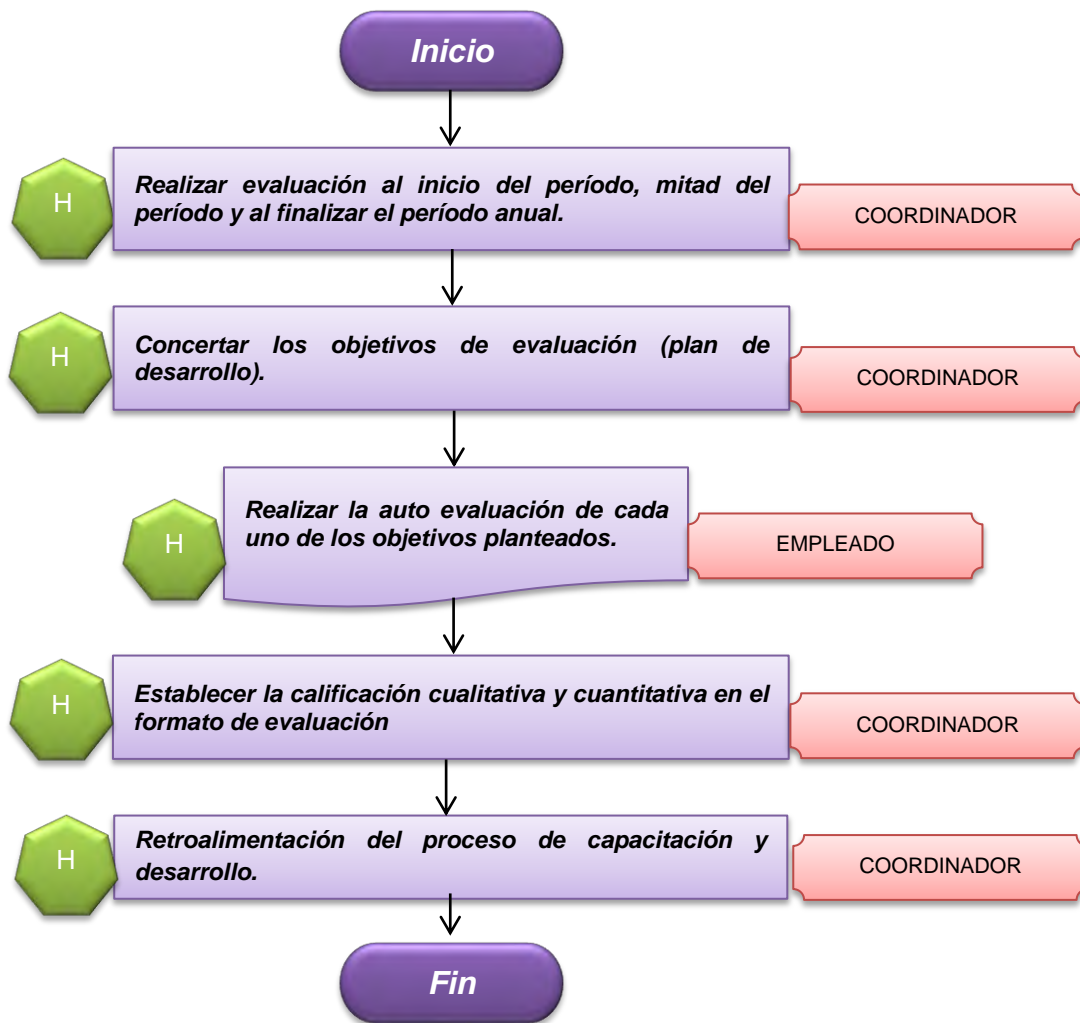 Inicio
H
Realizar evaluación al inicio del período, mitad del
período y al finalizar el período anual.
COORDINADOR
H
Concertar los objetivos de evaluación (plan de
desarrollo).
COORDINADOR
H
Realizar la auto evaluación de cada
uno de los objetivos planteados.
EMPLEADO
H
Establecer la calificación cualitativa y cuantitativa en el
formato de evaluación
COORDINADOR
H
Retroalimentación del proceso de capacitación y
desarrollo.
COORDINADOR
Fin